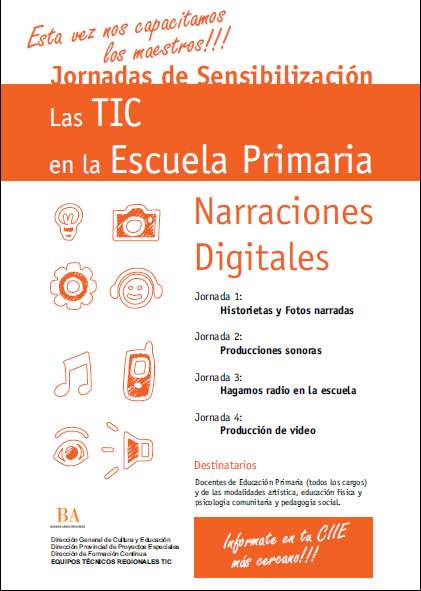 Esta vez nos capacitamos
los maestros!!!
Jornadas de Sensibilización
Las TIC
en la Escuela Primaria
Narraciones
Digitales
Jornada 1:
Historietas y Fotos narradas
Jornada 2:
Producciones sonoras
Jornada 3:
Hagamos radio en la escuela
Jornada 4:
Producción de video
Destinatarios
Docentes de Educación Primaria (todos los cargos)
y de las modalidades artística, educación física y
psicología comunitaria y pedagogía social.
BA
BUENOS AIRES PROVINCIA
Dirección General de Cultura y Educación
Dirección Provincial de Proyectos Especiales
Dirección de Formación Continua
EQUIPOS TÉCNICOS REGIONALES TIC
Informate en tu CIIE
más cercano!!!